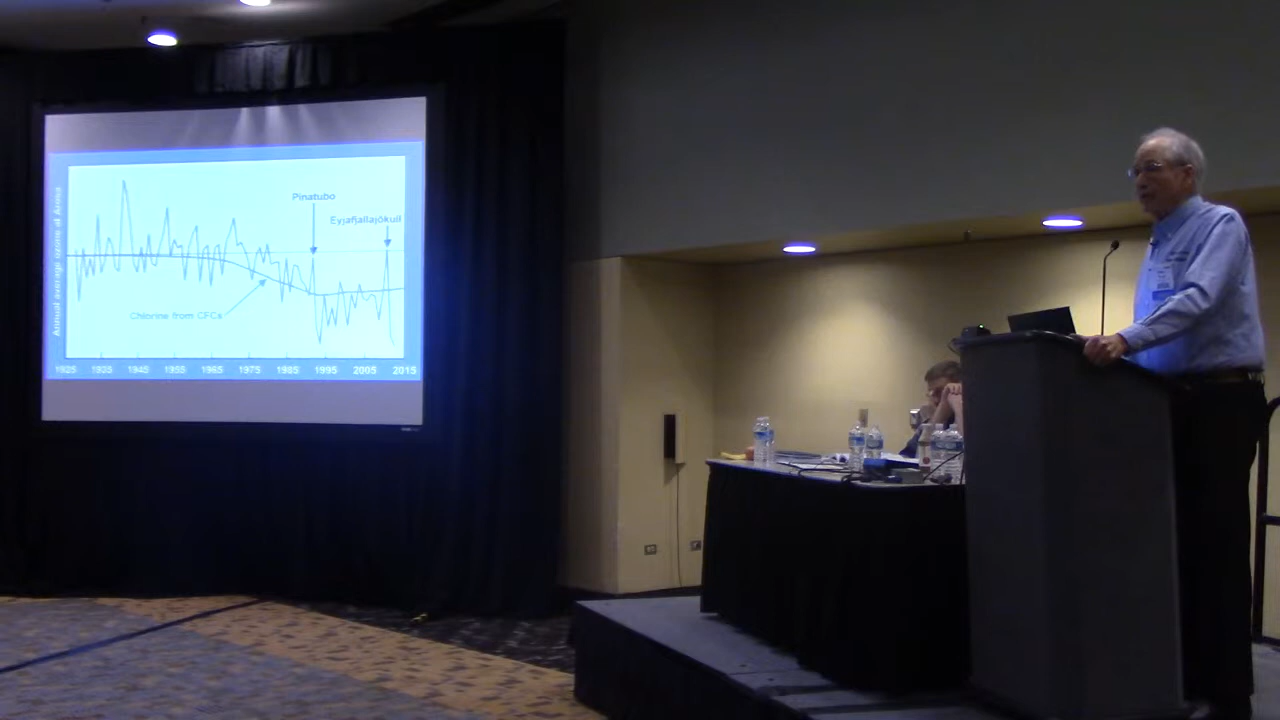 Annual average ozone at Arosa
Pinatubo
Eyjafjallajökull
Chlorine from CFCs
1925 1935 1945 1955 1965 1975 1985 1995 2005 2015